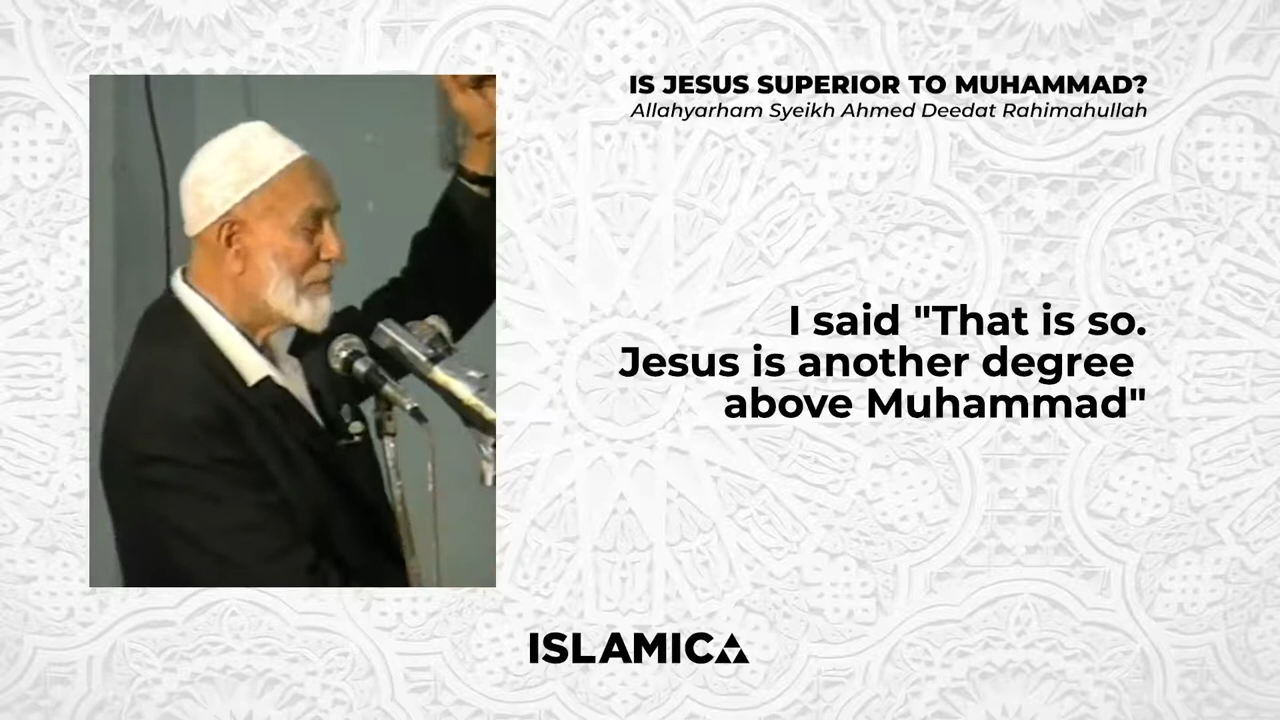 IS JESUS SUPERIOR TO MUHAMMAD?
Allahyarham Syeikh Ahmed Deedat Rahimahullah
I said "That is so.
Jesus is another degree
above Muhammad"
ISLAMICA